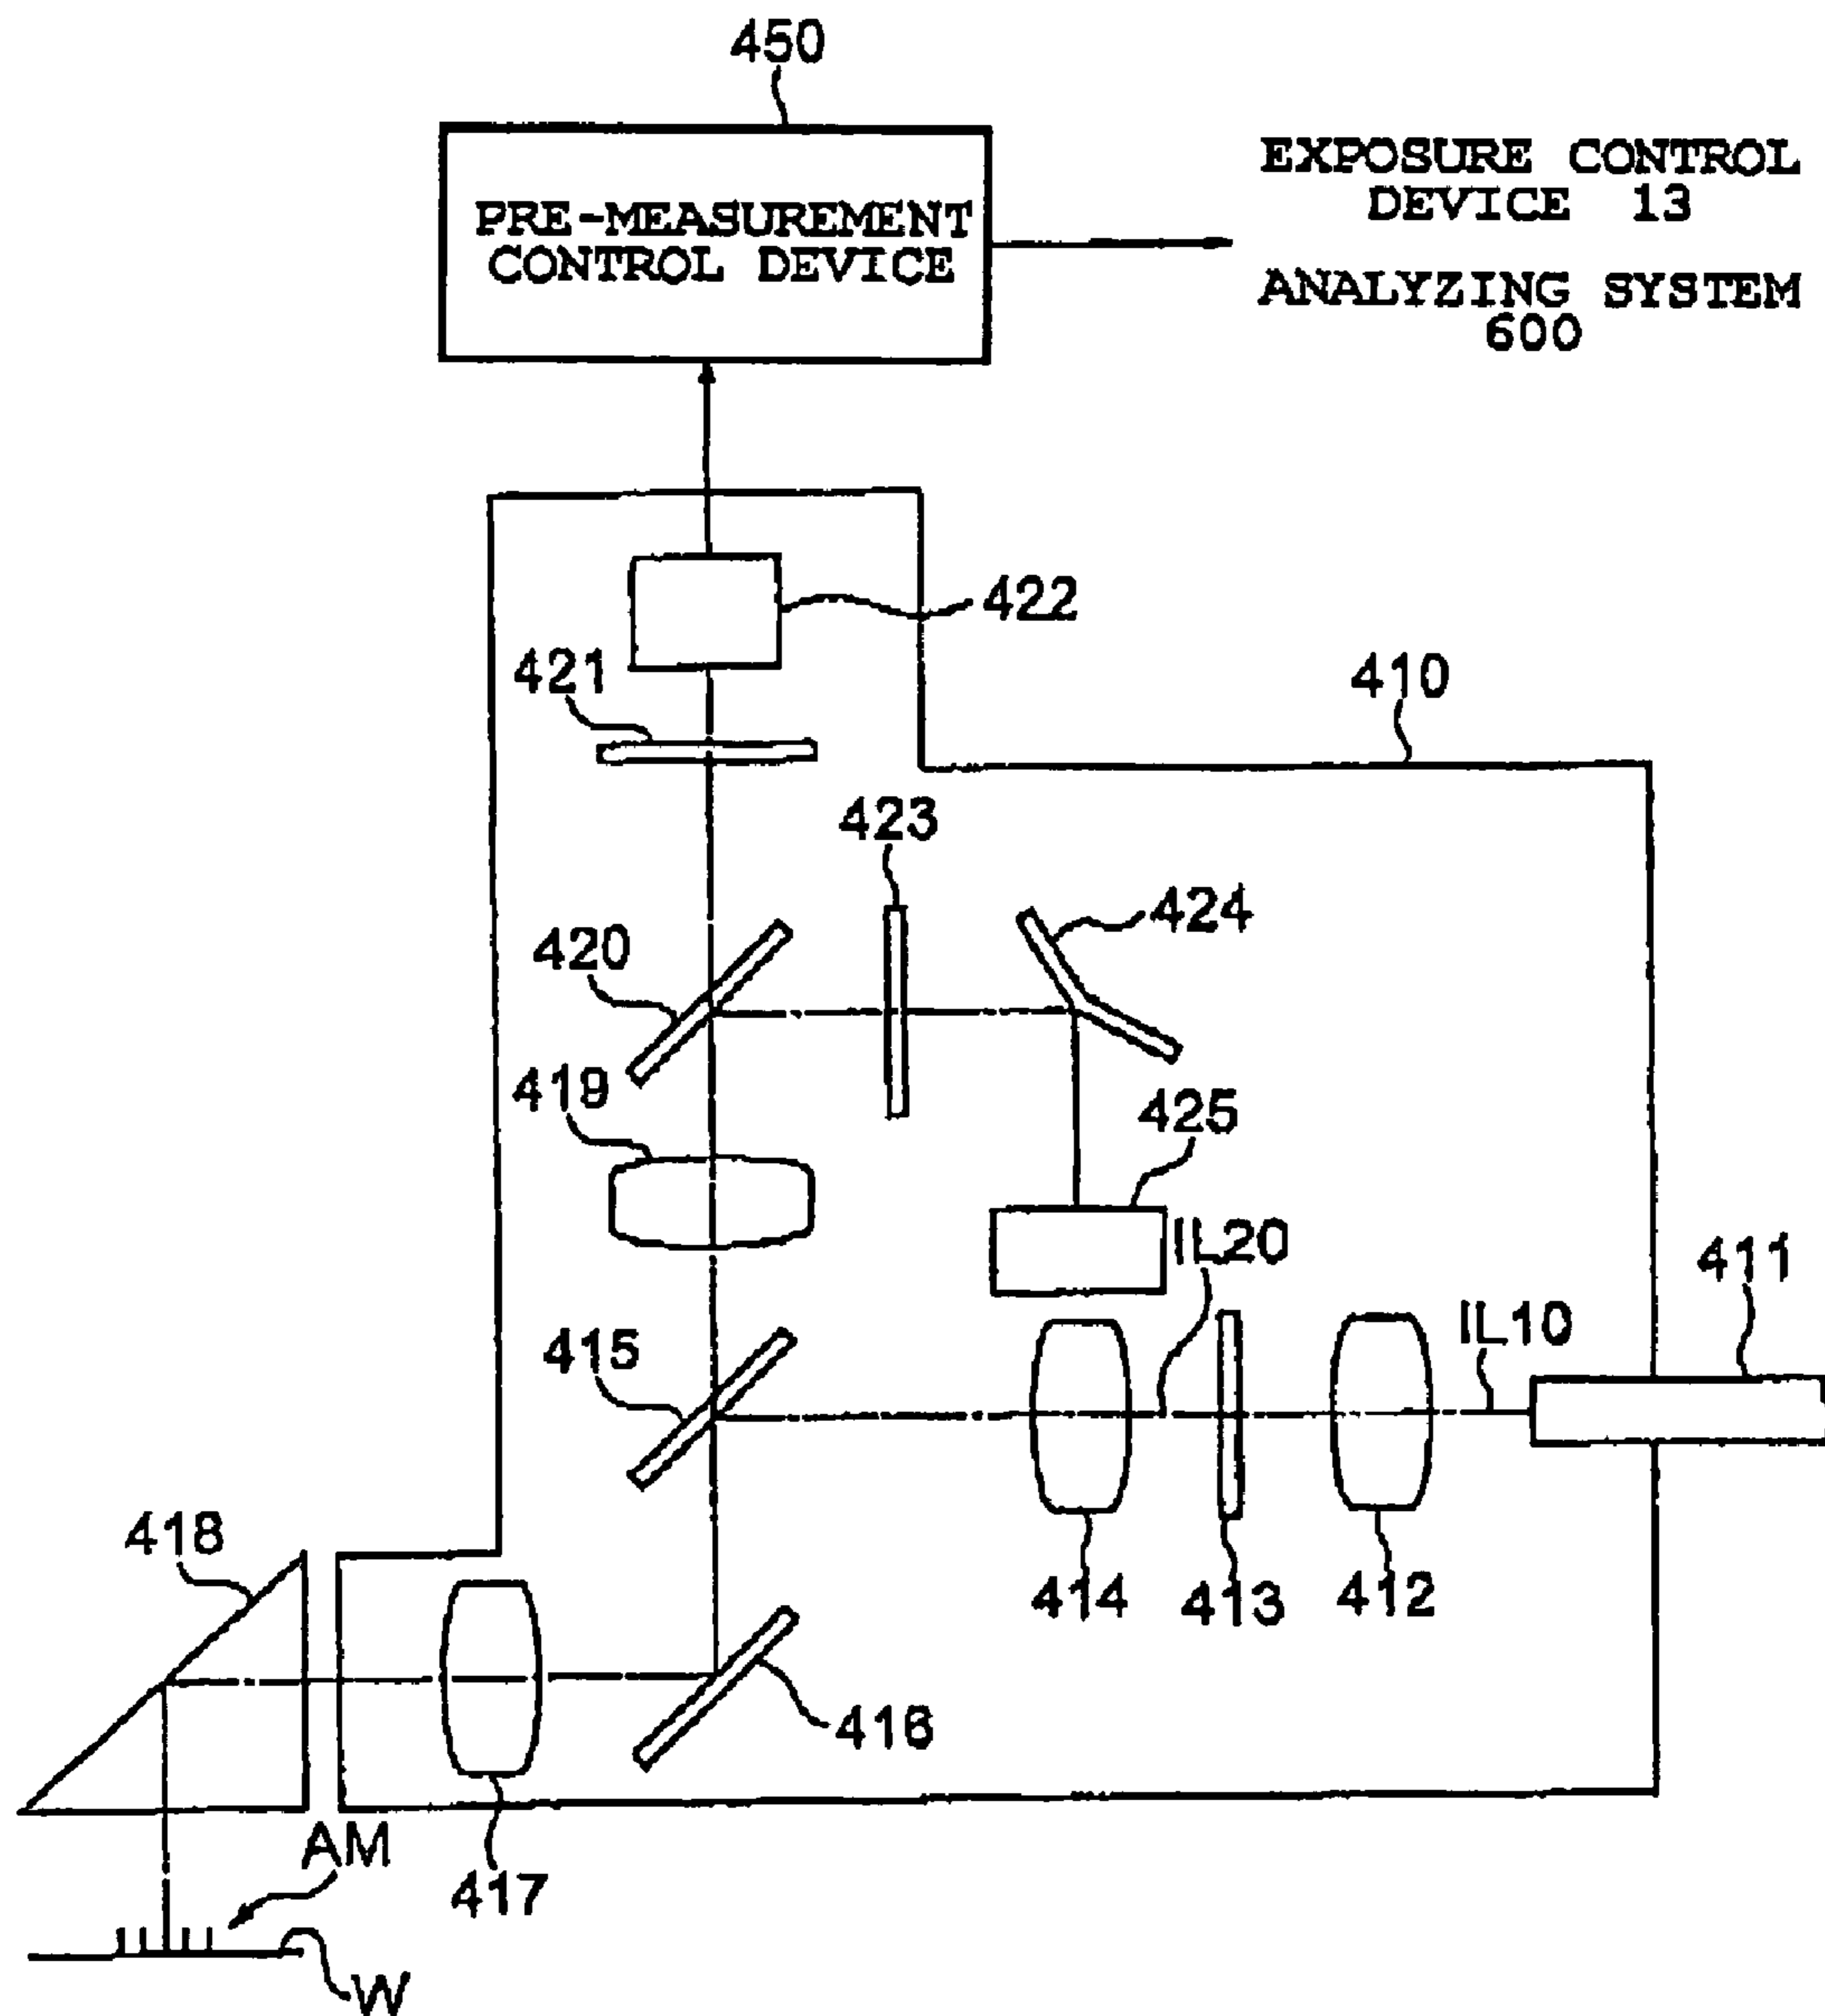 450
PRE-MEASUREMENT
CONTROL DEVICE
EXPOSURE CONTROL
DEVICE 13
ANALYZING SYSTEM
600
422
421
410
423
424
420
419
425
IL20
411
IL10
415
418
414
413
412
416
417
AM
W